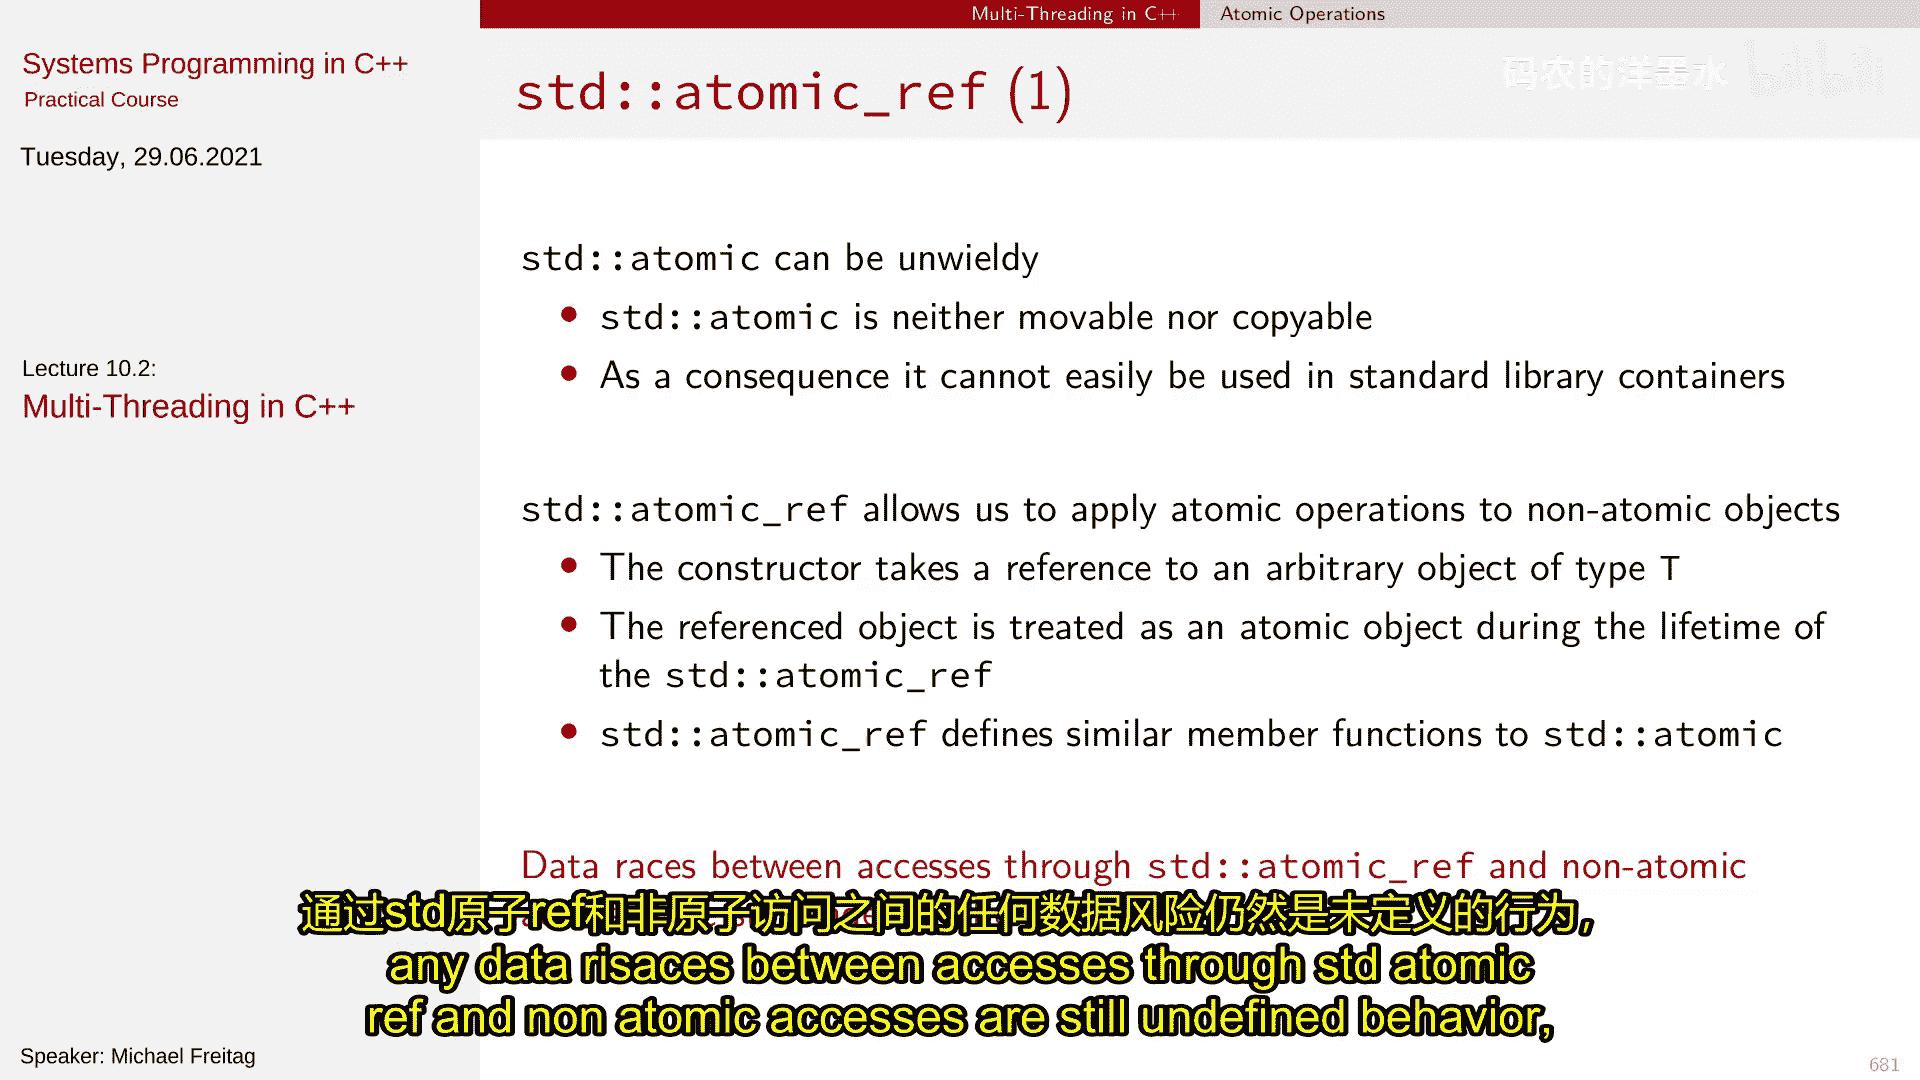 Multi-Threading in C++
Atomic Operations
Systems Programming in C++
Practical Course
Tuesday, 29.06.2021
Lecture 10.2:
Multi-Threading in C++
std::atomic_ref (1)
码农的洋墨水 bilibili
std::atomic can be unwieldy
• std::atomic is neither movable nor copyable
• As a consequence it cannot easily be used in standard library containers
std::atomic_ref allows us to apply atomic operations to non-atomic objects
• The constructor takes a reference to an arbitrary object of type T
• The referenced object is treated as an atomic object during the lifetime of
the std::atomic_ref
• std::atomic_ref defines similar member functions to std::atomic
Data races between accesses through std::atomic_ref and non-atomic
通过std原子ref和非原子访问之间的任何数据风险仍然是未定义的行为,
any data risaces between accesses through std atomic
ref and non atomic accesses are still undefined behavior,
Speaker: Michael Freitag
681